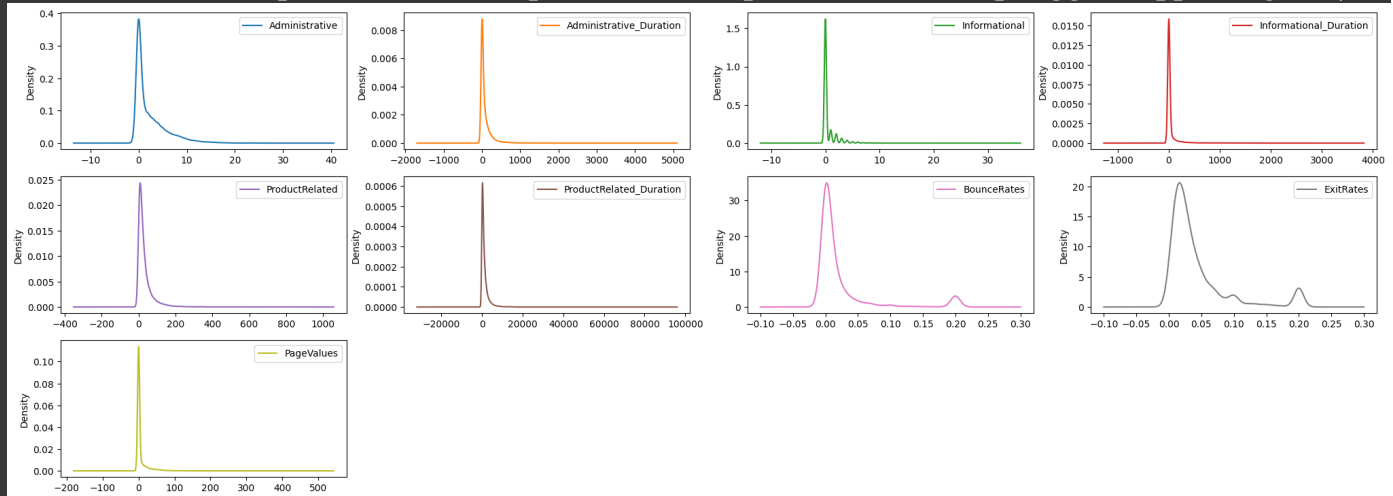 Administrative
Density
0.4
0.3
0.2
0.1
0.0
−10 0 10 20 30 40
Administrative_Duration
Density
0.008
0.006
0.004
0.002
0.000
−2000 −1000 0 1000 2000 3000 4000 5000
Informational
Density
1.5
1.0
0.5
0.0
−10 0 10 20 30
Informational_Duration
Density
0.0150
0.0125
0.0100
0.0075
0.0050
0.0025
0.0000
−1000 0 1000 2000 3000 4000
ProductRelated
Density
0.025
0.020
0.015
0.010
0.005
0.000
−400 −200 0 200 400 600 800 1000
ProductRelated_Duration
Density
0.0006
0.0005
0.0004
0.0003
0.0002
0.0001
0.0000
−20000 0 20000 40000 60000 80000 100000
BounceRates
Density
30
20
10
0
−0.10 −0.05 0.00 0.05 0.10 0.15 0.20 0.25 0.30
ExitRates
Density
20
15
10
5
0
−0.10 −0.05 0.00 0.05 0.10 0.15 0.20 0.25 0.30
PageValues
Density
0.10
0.08
0.06
0.04
0.02
0.00
−200 −100 0 100 200 300 400 500